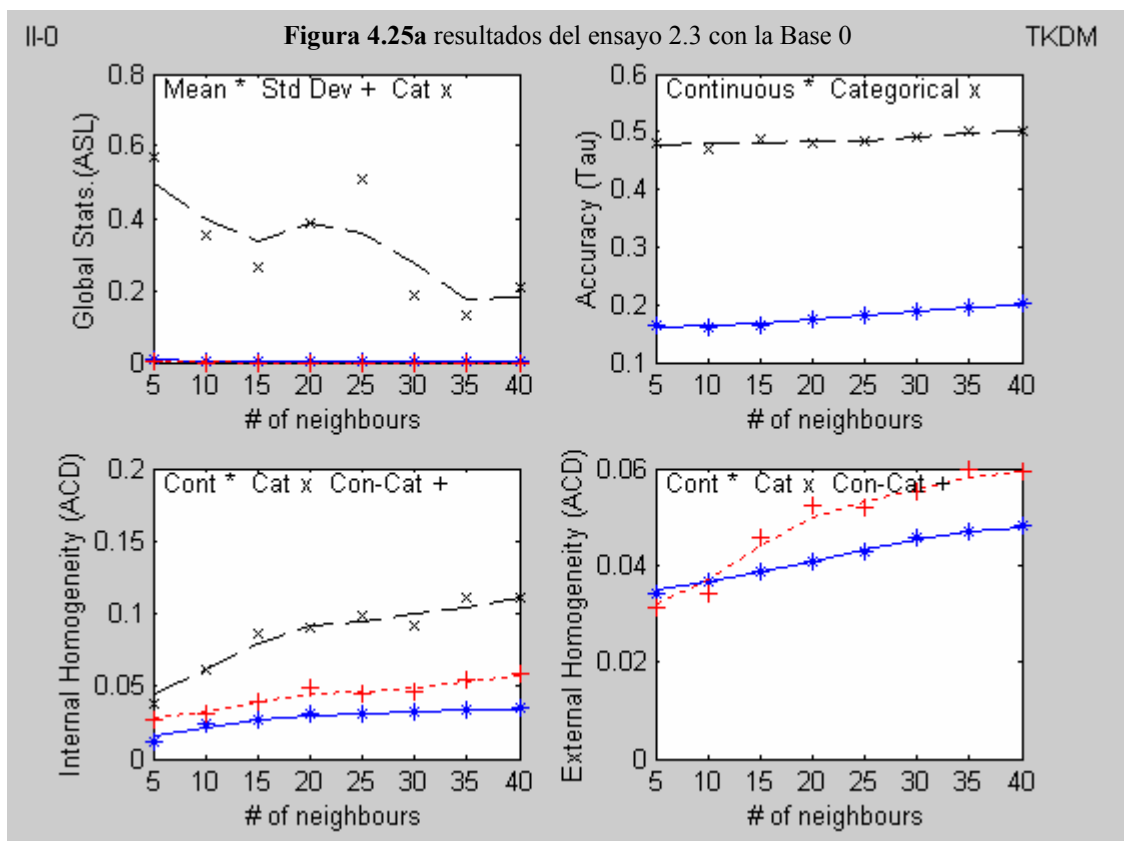 II-0 Figura 4.25a resultados del ensayo 2.3 con la Base 0 TKDM
Mean * Std Dev + Cat x
Global Stats.(ASL)
0.8
0.6
0.4
0.2
0
5 10 15 20 25 30 35 40
# of neighbours
Continuous * Categorical x
Accuracy (Tau)
0.6
0.5
0.4
0.3
0.2
0.1
5 10 15 20 25 30 35 40
# of neighbours
Cont * Cat x Con-Cat +
Internal Homogeneity (ACD)
0.2
0.15
0.1
0.05
0
5 10 15 20 25 30 35 40
# of neighbours
Cont * Cat x Con-Cat +
External Homogeneity (ACD)
0.06
0.04
0.02
0
5 10 15 20 25 30 35 40
# of neighbours